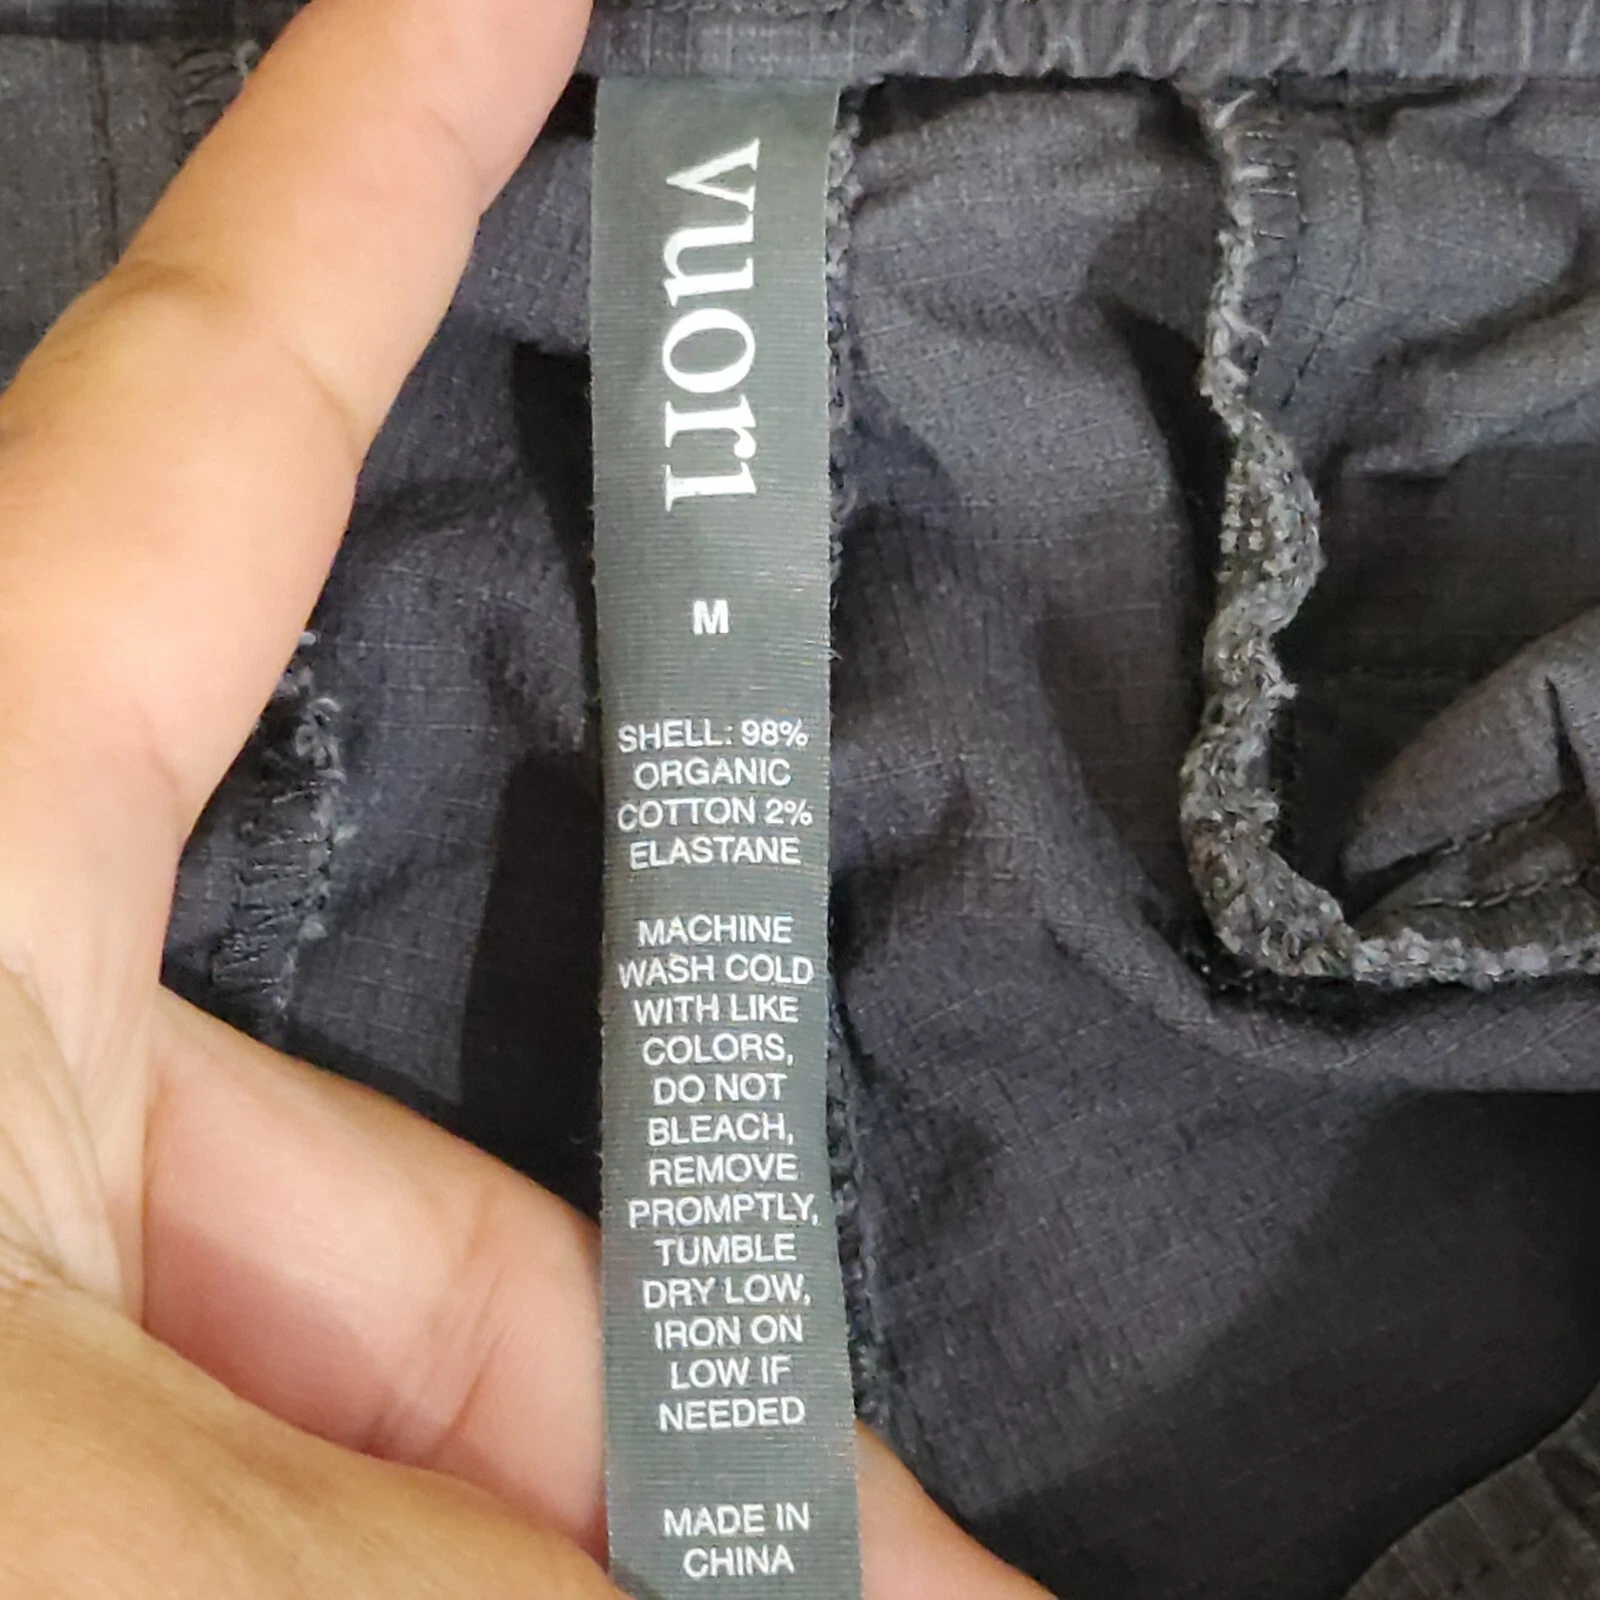 vuori
M
SHELL: 98%
ORGANIC
COTTON 2%
ELASTANE
MACHINE
WASH COLD
WITH LIKE
COLORS,
DO NOT
BLEACH,
REMOVE
PROMPTLY,
TUMBLE
DRY LOW,
IRON ON
LOW IF
NEEDED
MADE IN
CHINA